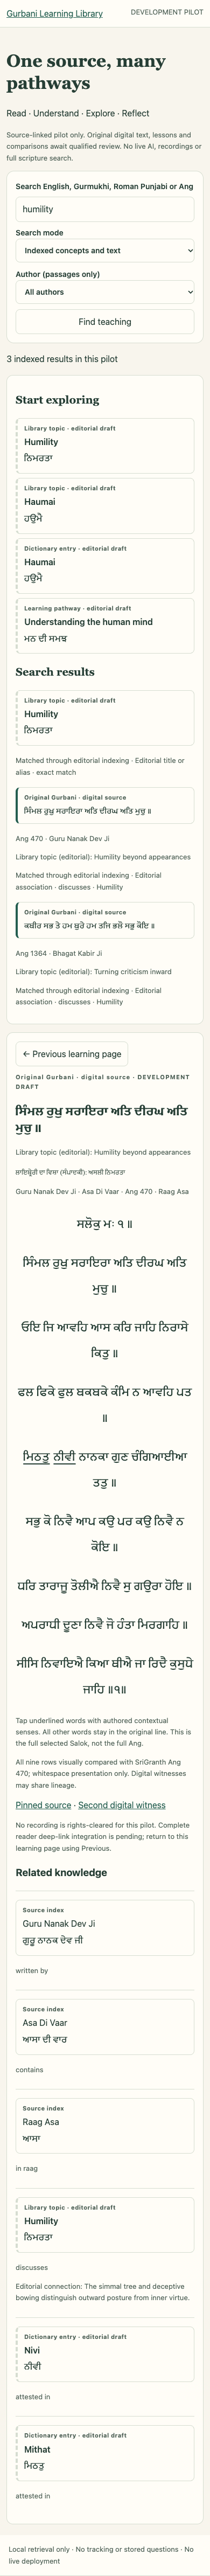 Gurbani Learning Library
DEVELOPMENT PILOT
One source, many
pathways
Read · Understand · Explore · Reflect
Source-linked pilot only. Original digital text, lessons and
comparisons await qualified review. No live AI, recordings or
full scripture search.
Search English, Gurmukhi, Roman Punjabi or Ang
humility
Search mode
Indexed concepts and text
Author (passages only)
All authors
Find teaching
3 indexed results in this pilot
Start exploring
Library topic · editorial draft
Humility
ਨਿਮਰਤਾ
Library topic · editorial draft
Haumai
ਹਉਮੈ
Dictionary entry · editorial draft
Haumai
ਹਉਮੈ
Learning pathway · editorial draft
Understanding the human mind
ਮਨ ਦੀ ਸਮਝ
Search results
Library topic · editorial draft
Humility
ਨਿਮਰਤਾ
Matched through editorial indexing · Editorial title or
alias · exact match
Original Gurbani · digital source
ਸਿੰਮਲ ਰੁਖੁ ਸਰਾਇਰਾ ਅਤਿ ਦੀਰਘ ਅਤਿ ਮੁਚੁ ॥
Ang 470 · Guru Nanak Dev Ji
Library topic (editorial): Humility beyond appearances
Matched through editorial indexing · Editorial
association · discusses · Humility
Original Gurbani · digital source
ਕਬੀਰ ਸਭ ਤੇ ਹਮ ਬੁਰੇ ਹਮ ਤਜਿ ਭਲੋ ਸਭੁ ਕੋਇ ॥
Ang 1364 · Bhagat Kabir Ji
Library topic (editorial): Turning criticism inward
Matched through editorial indexing · Editorial
association · discusses · Humility
← Previous learning page
Original Gurbani · digital source · DEVELOPMENT
DRAFT
ਸਿੰਮਲ ਰੁਖੁ ਸਰਾਇਰਾ ਅਤਿ ਦੀਰਘ ਅਤਿ
ਮੁਚੁ ॥
Library topic (editorial): Humility beyond appearances
ਲਾਇਬ੍ਰੇਰੀ ਦਾ ਵਿਸ਼ਾ (ਸੰਪਾਦਕੀ): ਅਸਲੀ ਨਿਮਰਤਾ
Guru Nanak Dev Ji · Asa Di Vaar · Ang 470 · Raag Asa
ਸਲੋਕੁ ਮਃ ੧ ॥
ਸਿੰਮਲ ਰੁਖੁ ਸਰਾਇਰਾ ਅਤਿ ਦੀਰਘ ਅਤਿ
ਮੁਚੁ ॥
ਓਇ ਜਿ ਆਵਹਿ ਆਸ ਕਰਿ ਜਾਹਿ ਨਿਰਾਸੇ
ਕਿਤੁ ॥
ਫਲ ਫਿਕੇ ਫੁਲ ਬਕਬਕੇ ਕੰਮਿ ਨ ਆਵਹਿ ਪਤ
॥
ਮਿਠਤੁ ਨੀਵੀ ਨਾਨਕਾ ਗੁਣ ਚੰਗਿਆਈਆ
ਤਤੁ ॥
ਸਭੁ ਕੋ ਨਿਵੈ ਆਪ ਕਉ ਪਰ ਕਉ ਨਿਵੈ ਨ
ਕੋਇ ॥
ਧਰਿ ਤਾਰਾਜੂ ਤੋਲੀਐ ਨਿਵੈ ਸੁ ਗਉਰਾ ਹੋਇ ॥
ਅਪਰਾਧੀ ਦੂਣਾ ਨਿਵੈ ਜੋ ਹੰਤਾ ਮਿਰਗਾਹਿ ॥
ਸੀਸਿ ਨਿਵਾਇਐ ਕਿਆ ਥੀਐ ਜਾ ਰਿਦੈ ਕੁਸੁਧੇ
ਜਾਹਿ ॥੧॥
Tap underlined words with authored contextual
senses. All other words stay in the original line. This is
the full selected Salok, not the full Ang.
All nine rows visually compared with SriGranth Ang
470; whitespace presentation only. Digital witnesses
may share lineage.
Pinned source · Second digital witness
No recording is rights-cleared for this pilot. Complete
reader deep-link integration is pending; return to this
learning page using Previous.
Related knowledge
Source index
Guru Nanak Dev Ji
ਗੁਰੂ ਨਾਨਕ ਦੇਵ ਜੀ
written by
Source index
Asa Di Vaar
ਆਸਾ ਦੀ ਵਾਰ
contains
Source index
Raag Asa
ਆਸਾ
in raag
Library topic · editorial draft
Humility
ਨਿਮਰਤਾ
discusses
Editorial connection: The simmal tree and deceptive
bowing distinguish outward posture from inner virtue.
Dictionary entry · editorial draft
Nivi
ਨੀਵੀ
attested in
Dictionary entry · editorial draft
Mithat
ਮਿਠਤੁ
attested in
Local retrieval only · No tracking or stored questions · No
live deployment